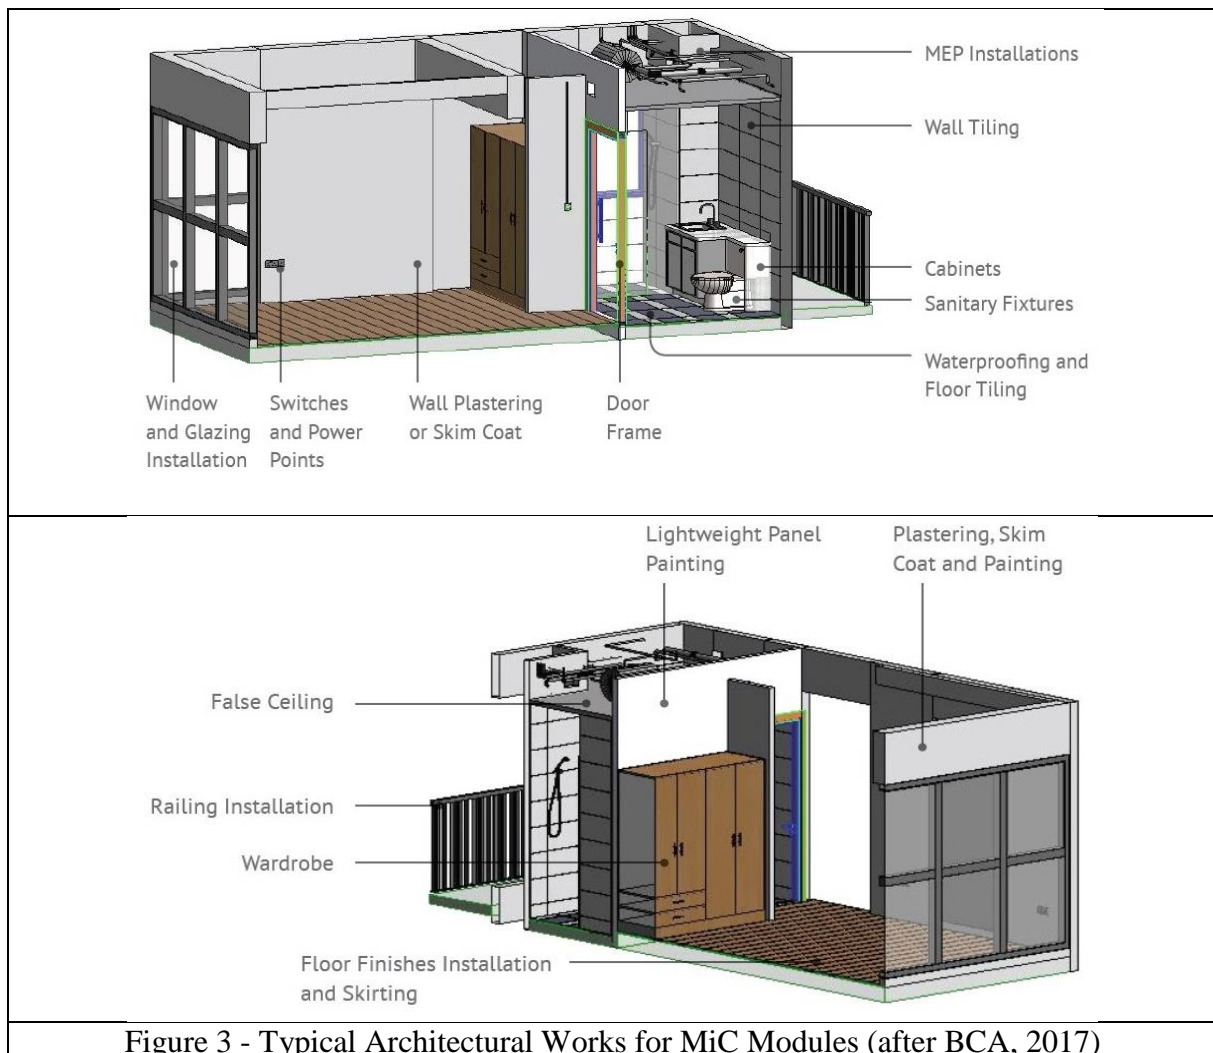 MEP Installations
Wall Tiling
Cabinets
Sanitary Fixtures
Waterproofing and
Floor Tiling
Window
and Glazing
Installation
Switches
and Power
Points
Wall Plastering
or Skim Coat
Door
Frame
Lightweight Panel
Painting
Plastering, Skim
Coat and Painting
False Ceiling
Railing Installation
Wardrobe
Floor Finishes Installation
and Skirting
Figure 3 - Typical Architectural Works for MiC Modules (after BCA, 2017)